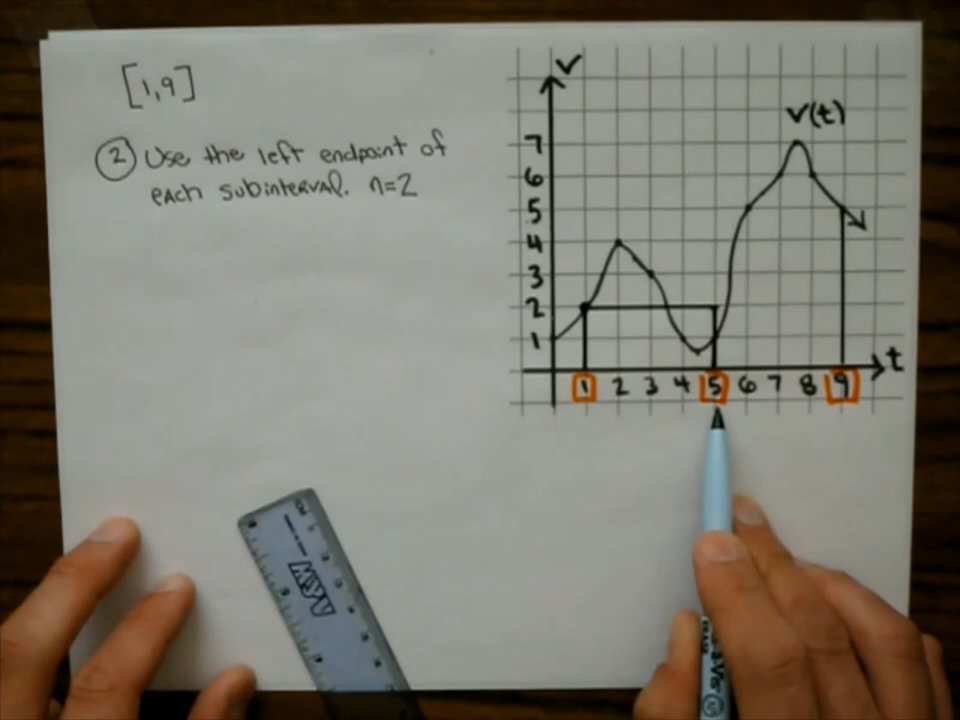 [1,9]
② Use the left endpoint of
each subinterval. n=2
V
V(t)
7
6
5
4
3
2
1
t
1 2 3 4 5 6 7 8 9